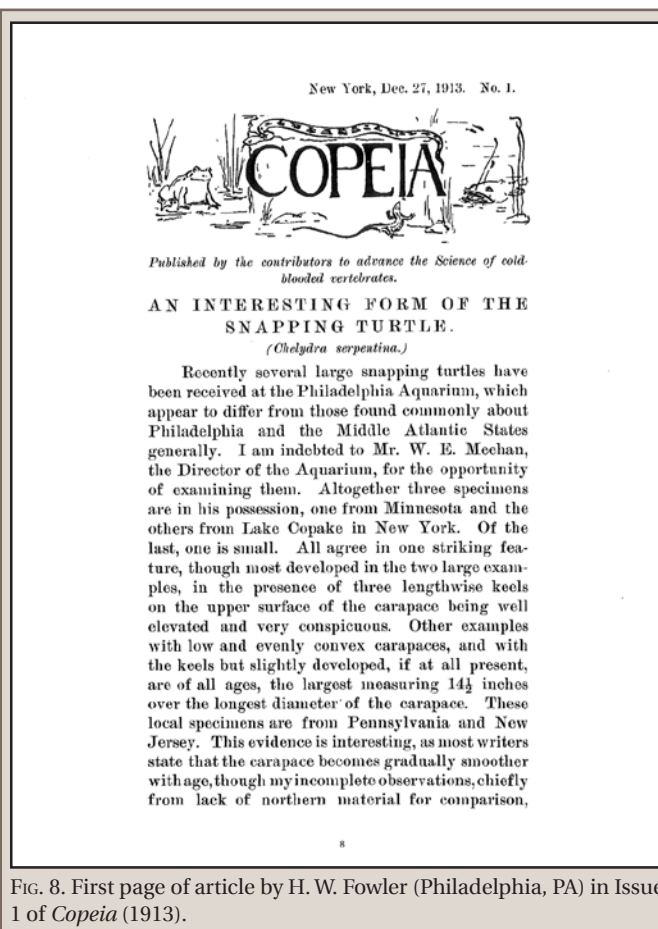 New York, Dec. 27, 1913. No. 1.
COPEIA
Published by the contributors to advance the Science of cold-
blooded vertebrates.
AN INTERESTING FORM OF THE
SNAPPING TURTLE.
(Chelydra serpentina.)
Recently several large snapping turtles have
been received at the Philadelphia Aquarium, which
appear to differ from those found commonly about
Philadelphia and the Middle Atlantic States
generally. I am indebted to Mr. W. E. Meehan,
the Director of the Aquarium, for the opportunity
of examining them. Altogether three specimens
are in his possession, one from Minnesota and the
others from Lake Copake in New York. Of the
last, one is small. All agree in one striking fea-
ture, though most developed in the two large exam-
ples, in the presence of three lengthwise keels
on the upper surface of the carapace being well
elevated and very conspicuous. Other examples
with low and evenly convex carapaces, and with
the keels but slightly developed, if at all present,
are of all ages, the largest measuring 14½ inches
over the longest diameter of the carapace. These
local specimens are from Pennsylvania and New
Jersey. This evidence is interesting, as most writers
state that the carapace becomes gradually smoother
with age, though my incomplete observations, chiefly
from lack of northern material for comparison,
8
FIG. 8. First page of article by H. W. Fowler (Philadelphia, PA) in Issue
1 of Copeia (1913).